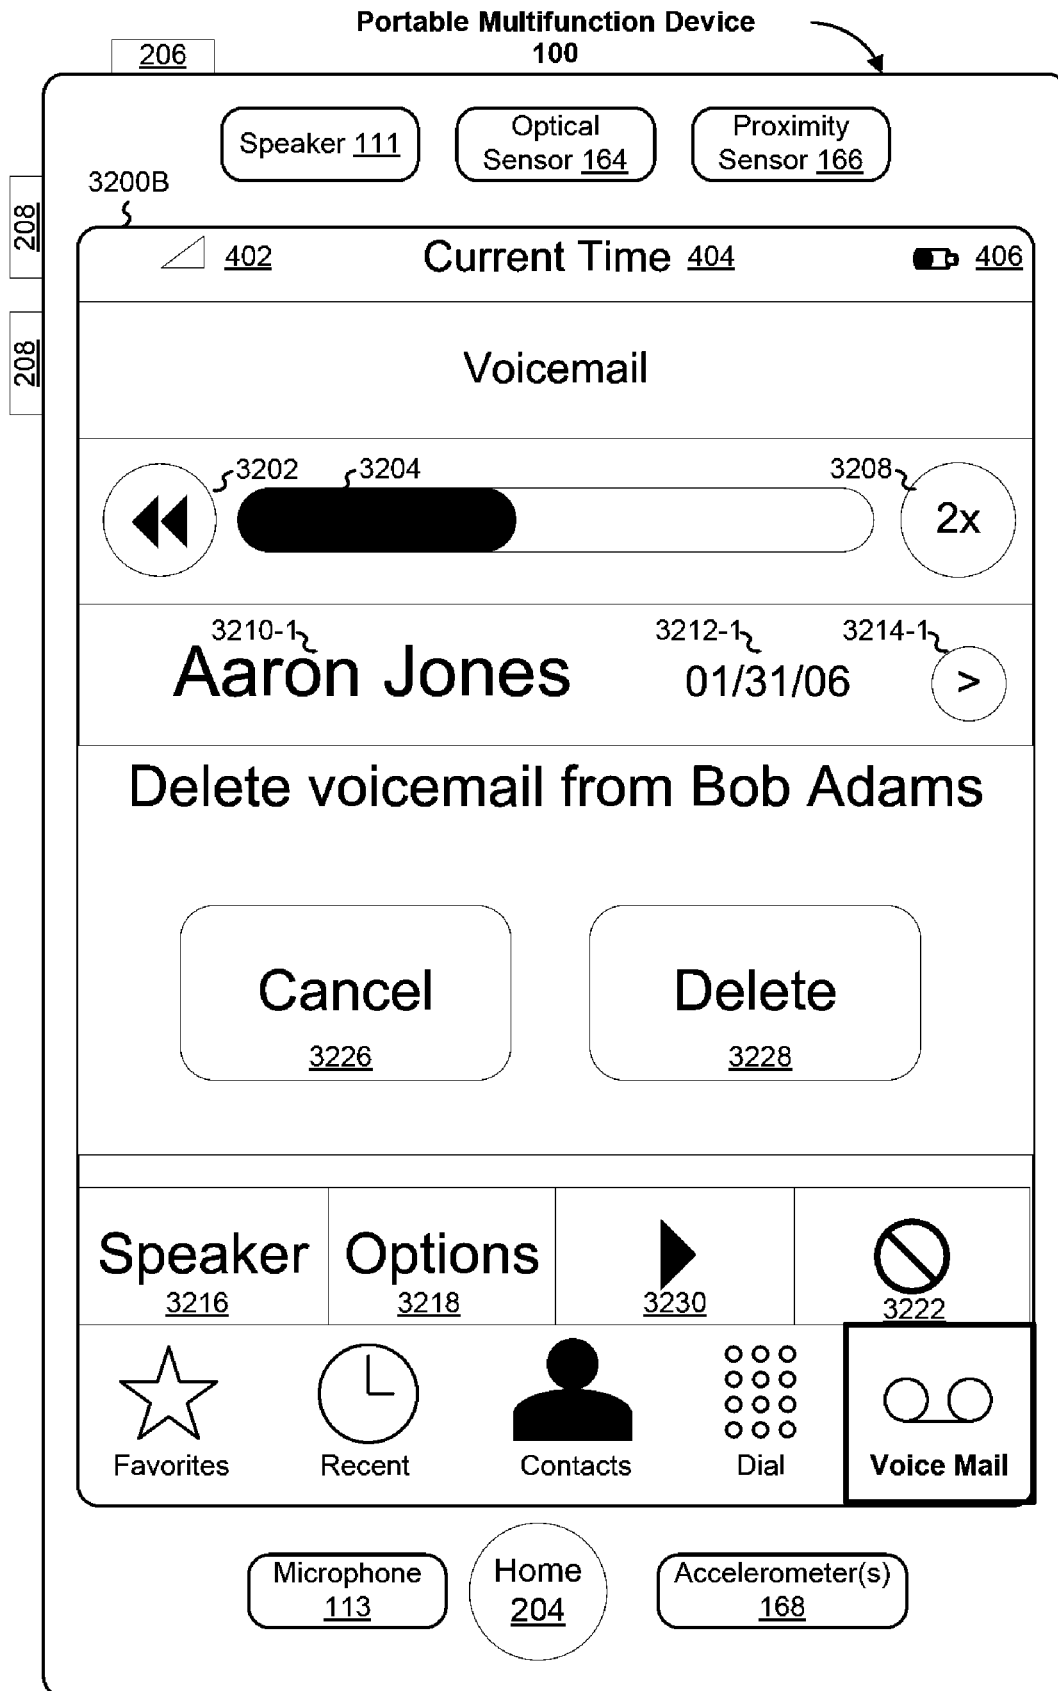 Portable Multifunction Device
100
206
Speaker 111
Optical
Sensor 164
Proximity
Sensor 166
3200B
208
208
402
Current Time 404
406
Voicemail
3202
3204
3208
2x
3210-1
3212-1
3214-1
Aaron Jones
01/31/06
>
Delete voicemail from Bob Adams
Cancel
3226
Delete
3228
Speaker
3216
Options
3218
3230
3222
Favorites
Recent
Contacts
Dial
Voice Mail
Microphone
113
Home
204
Accelerometer(s)
168